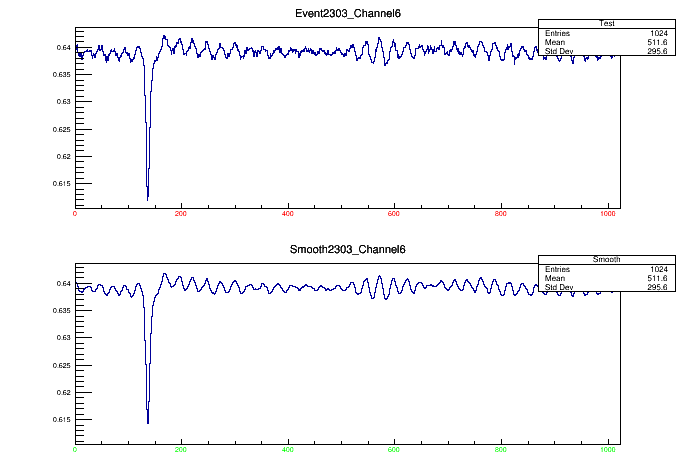 Event2303_Channel6
Test
Entries 1024
Mean 511.6
Std Dev 295.6
0.64
0.635
0.63
0.625
0.62
0.615
0 200 400 600 800 1000
Smooth2303_Channel6
Smooth
Entries 1024
Mean 511.6
Std Dev 295.6
0.64
0.635
0.63
0.625
0.62
0.615
0 200 400 600 800 1000